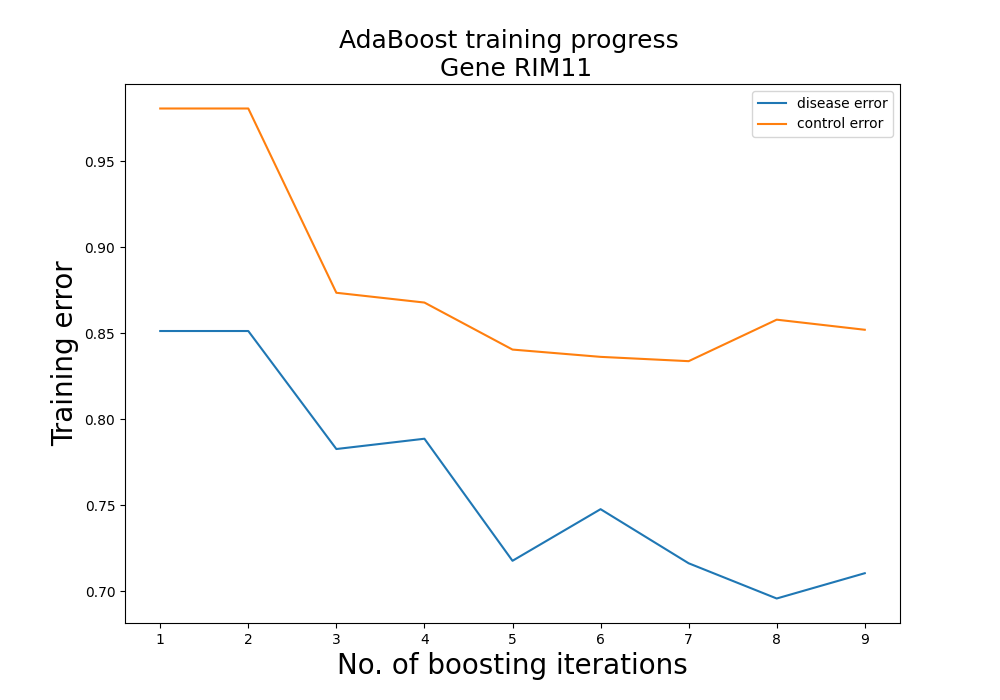 AdaBoost training progress
Gene RIM11
disease error
control error
0.95
0.90
0.85
0.80
0.75
0.70
Training error
1 2 3 4 5 6 7 8 9
No. of boosting iterations